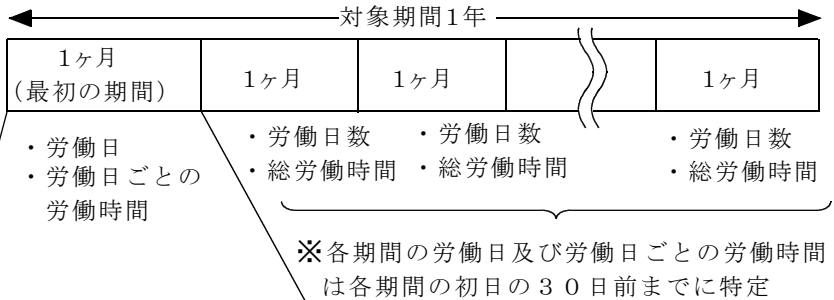 対象期間1年
1ヶ月
(最初の期間)
1ヶ月
1ヶ月
1ヶ月
・労働日
・労働日ごとの
労働時間
・労働日数
・総労働時間
・労働日数
・総労働時間
・労働日数
・総労働時間
※各期間の労働日及び労働日ごとの労働時間
は各期間の初日の３０日前までに特定